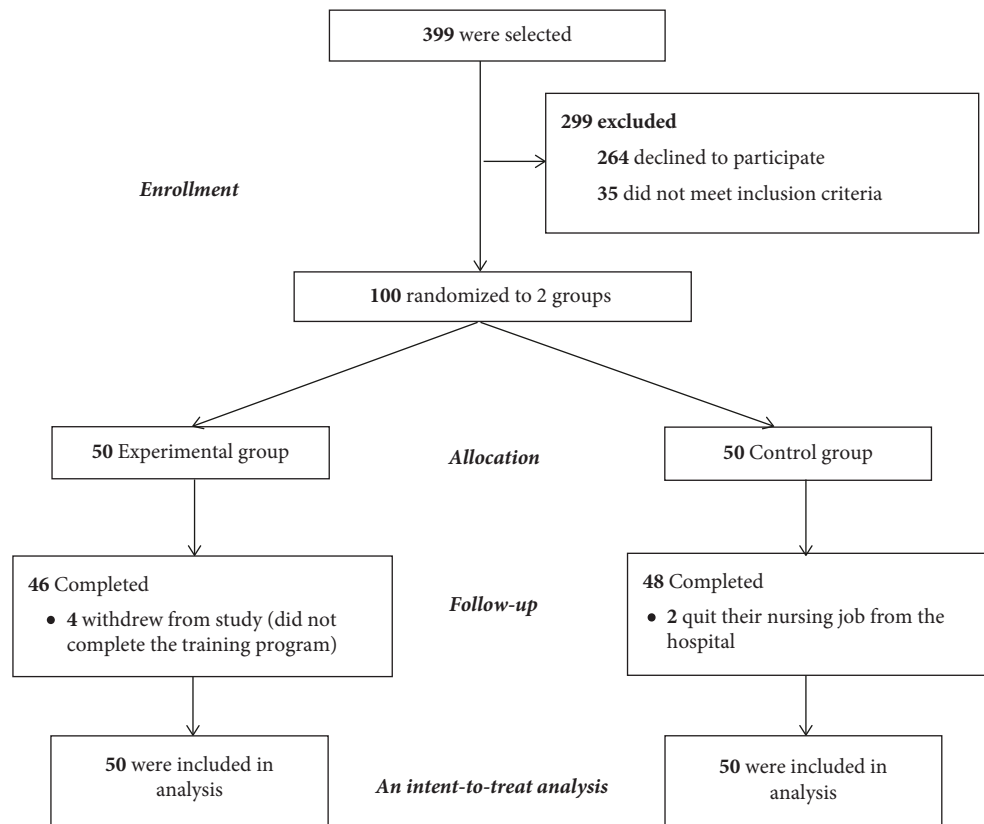 399 were selected
299 excluded
264 declined to participate
35 did not meet inclusion criteria
Enrollment
100 randomized to 2 groups
50 Experimental group
Allocation
50 Control group
46 Completed
• 4 withdrew from study (did not
complete the training program)
Follow-up
48 Completed
• 2 quit their nursing job from the
hospital
50 were included in
analysis
An intent-to-treat analysis
50 were included in
analysis